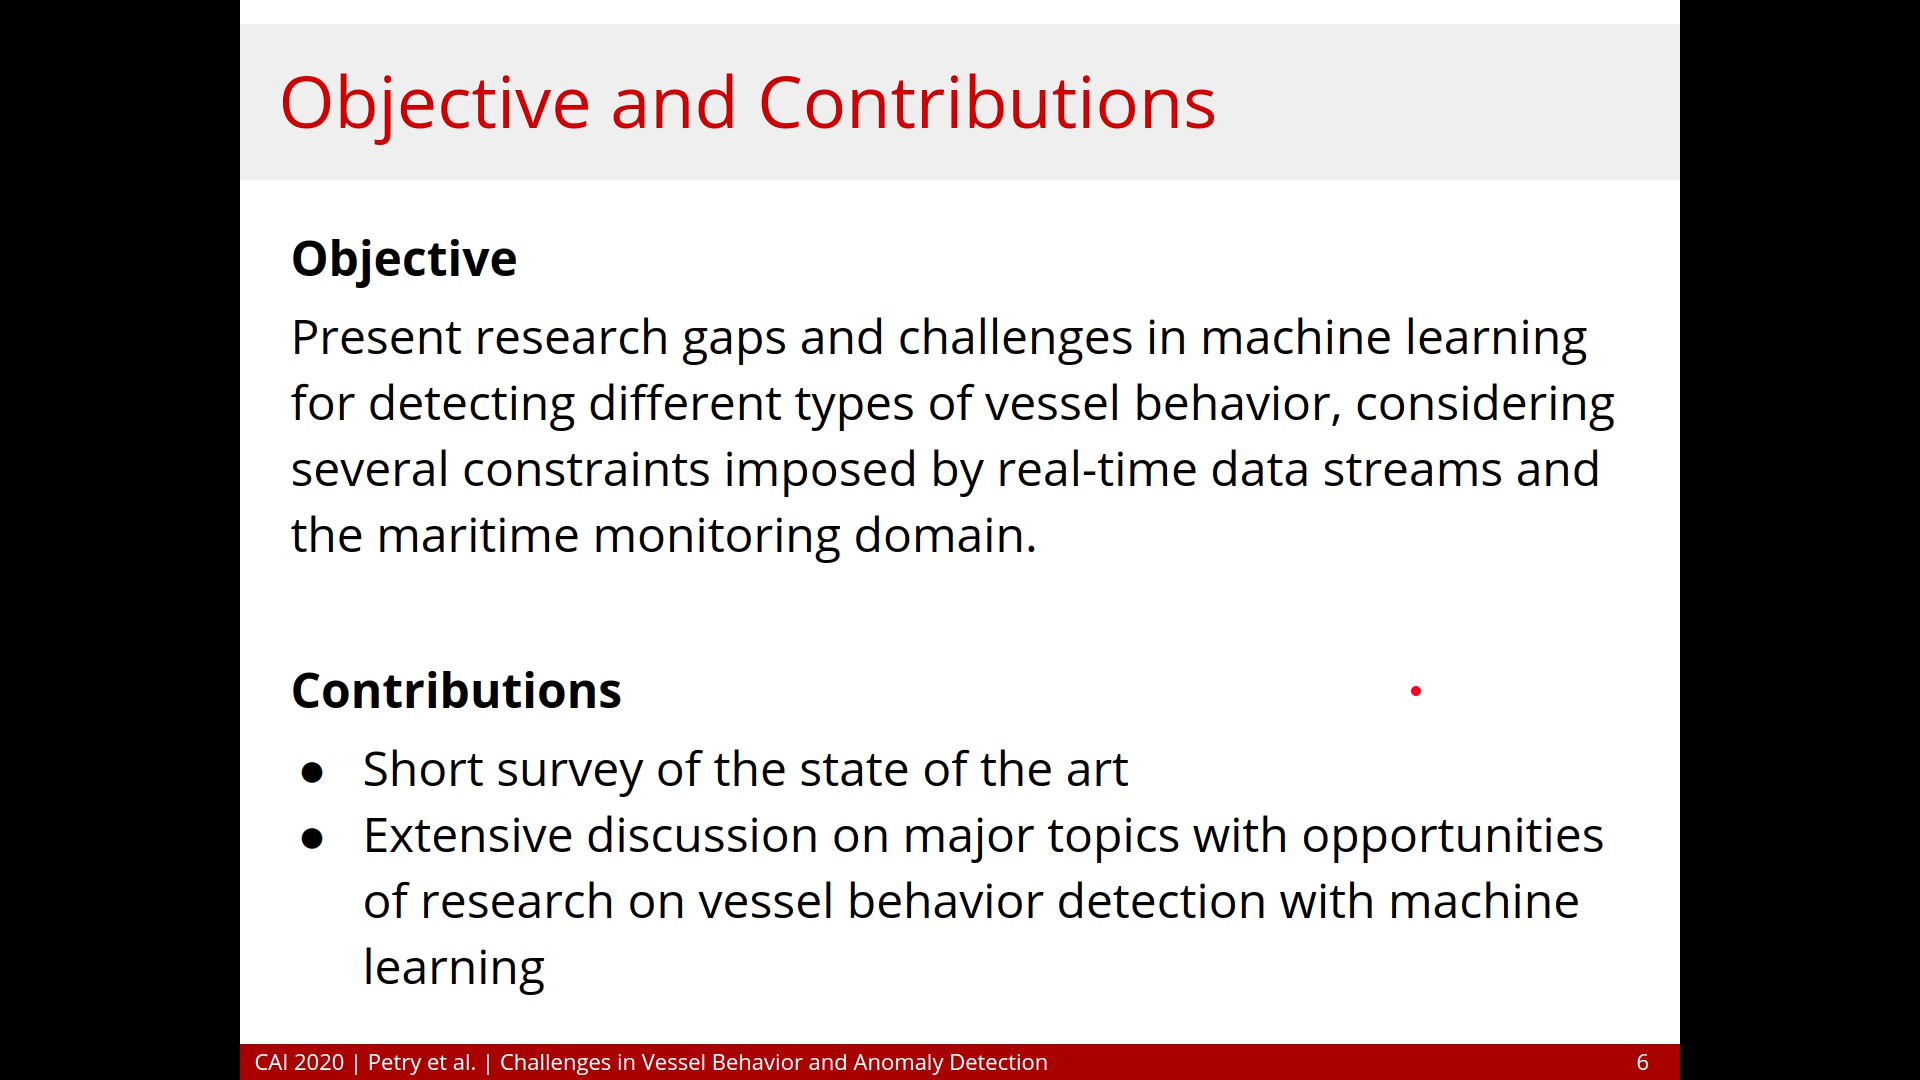 Objective and Contributions
Objective
Present research gaps and challenges in machine learning
for detecting different types of vessel behavior, considering
several constraints imposed by real-time data streams and
the maritime monitoring domain.
Contributions
● Short survey of the state of the art
● Extensive discussion on major topics with opportunities
of research on vessel behavior detection with machine
learning
CAI 2020 | Petry et al. | Challenges in Vessel Behavior and Anomaly Detection 6